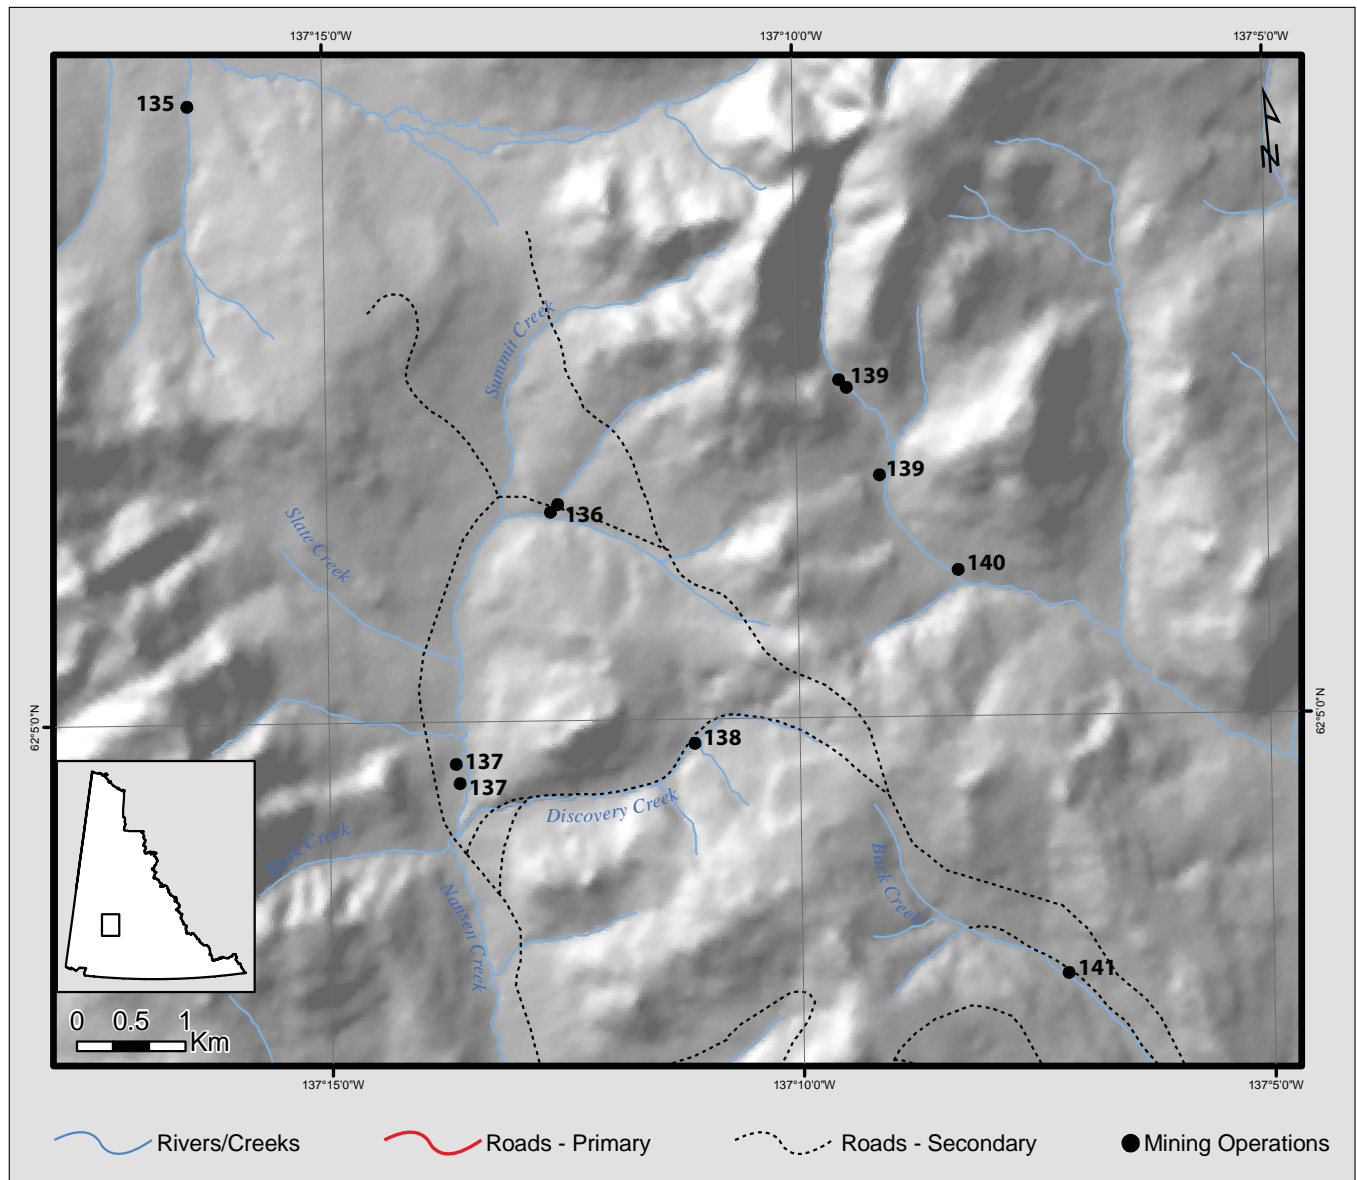 137°15'0"W 137°10'0"W 137°5'0"W
135
N
Summit Creek
139
139
136
Slate Creek
140
62°5'0"N
62°5'0"N
138
137
137
Discovery Creek
Rusk Creek
Back Creek
Nansen Creek
141
0 0.5 1
Km
137°15'0"W 137°10'0"W 137°5'0"W
Rivers/Creeks Roads - Primary Roads - Secondary Mining Operations